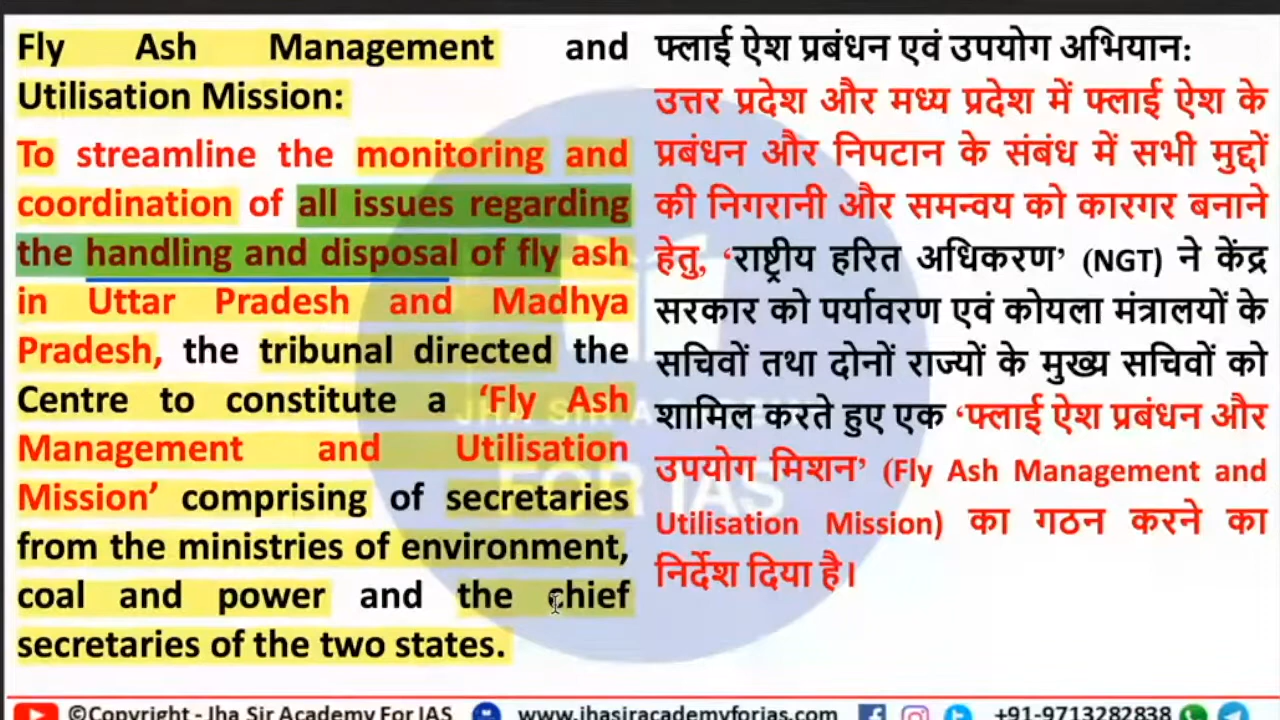 Fly Ash Management and
Utilisation Mission:
To streamline the monitoring and
coordination of all issues regarding
the handling and disposal of fly ash
in Uttar Pradesh and Madhya
Pradesh, the tribunal directed the
Centre to constitute a ‘Fly Ash
Management and Utilisation
Mission’ comprising of secretaries
from the ministries of environment,
coal and power and the chief
secretaries of the two states.
फ्लाई ऐश प्रबंधन एवं उपयोग अभियान:
उत्तर प्रदेश और मध्य प्रदेश में फ्लाई ऐश के
प्रबंधन और निपटान के संबंध में सभी मुद्दों
की निगरानी और समन्वय को कारगर बनाने
हेतु, ‘राष्ट्रीय हरित अधिकरण’ (NGT) ने केंद्र
सरकार को पर्यावरण एवं कोयला मंत्रालयों के
सचिवों तथा दोनों राज्यों के मुख्य सचिवों को
शामिल करते हुए एक ‘फ्लाई ऐश प्रबंधन और
उपयोग मिशन’ (Fly Ash Management and
Utilisation Mission) का गठन करने का
निर्देश दिया है।
FOR IAS
©Copyright - Jha Sir Academy For IAS www.jhasiracademyforias.com +91-9713282838